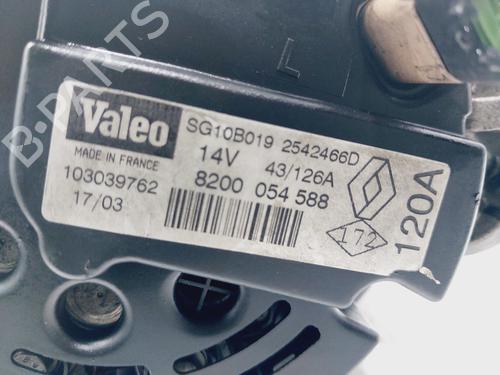 L
Valeo
SG10B019 2542466D
MADE IN FRANCE
14V 43/126A
103039762
8200 054 588
17/03
172
120A
B-PARTS